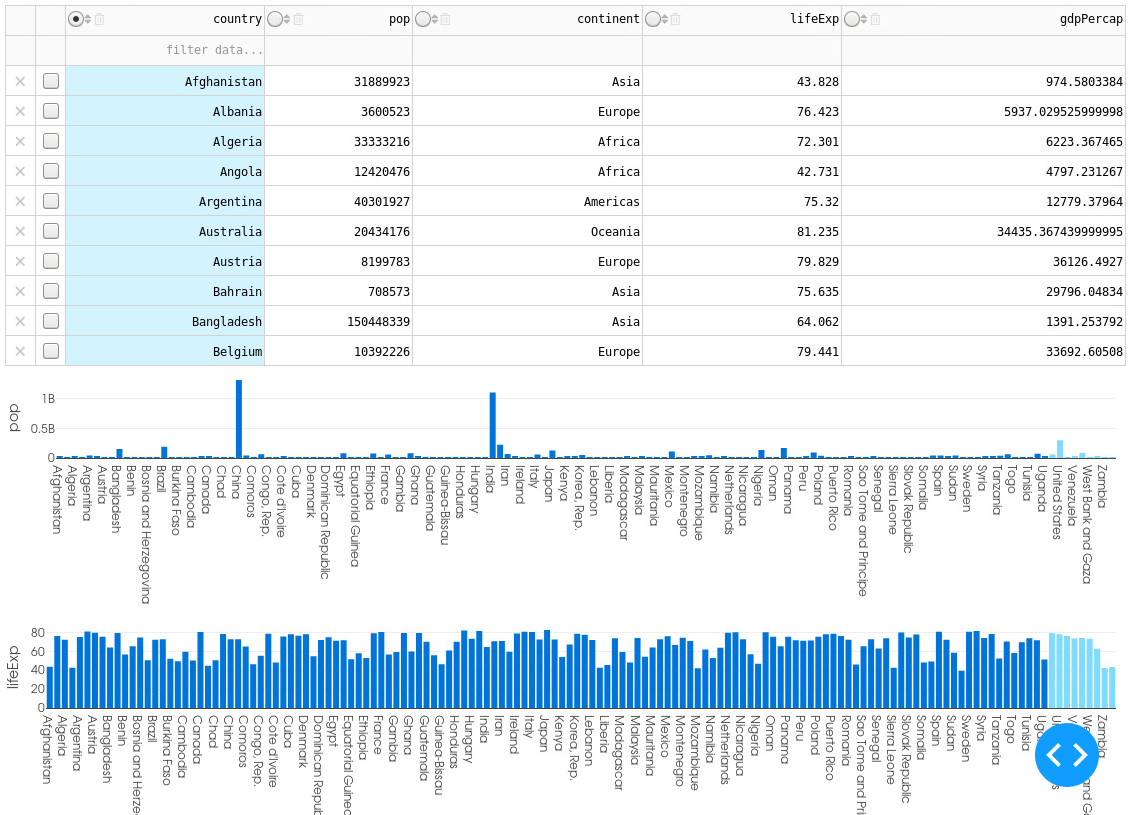 country pop continent lifeExp gdpPercap
filter data...
Afghanistan 31889923 Asia 43.828 974.5803384
Albania 3600523 Europe 76.423 5937.029525999998
Algeria 33333216 Africa 72.301 6223.367465
Angola 12420476 Africa 42.731 4797.231267
Argentina 40301927 Americas 75.32 12779.37964
Australia 20434176 Oceania 81.235 34435.367439999995
Austria 8199783 Europe 79.829 36126.4927
Bahrain 708573 Asia 75.635 29796.04834
Bangladesh 150448339 Asia 64.062 1391.253792
Belgium 10392226 Europe 79.441 33692.60508
pop
1B
0.5B
0
Afghanistan
Algeria
Argentina
Austria
Bangladesh
Benin
Bosnia and Herzegovina
Brazil
Burkina Faso
Cambodia
Canada
Chad
China
Comoros
Congo, Rep.
Cote d'Ivoire
Cuba
Denmark
Dominican Republic
Egypt
Equatorial Guinea
Ethiopia
France
Gambia
Ghana
Guatemala
Guinea-Bissau
Honduras
Hungary
India
Iran
Ireland
Italy
Japan
Kenya
Korea, Rep.
Lebanon
Liberia
Madagascar
Malaysia
Mauritania
Mexico
Montenegro
Mozambique
Namibia
Netherlands
Nicaragua
Nigeria
Oman
Panama
Peru
Poland
Puerto Rico
Romania
Sao Tome and Principe
Senegal
Sierra Leone
Slovak Republic
Somalia
Spain
Sudan
Sweden
Syria
Tanzania
Togo
Tunisia
Uganda
United States
Venezuela
West Bank and Gaza
Zambia
lifeExp
80
60
40
20
0
Afghanistan
Algeria
Argentina
Austria
Bangladesh
Benin
Bosnia and Herze
Brazil
Burkina Faso
Cambodia
Canada
Chad
China
Comoros
Congo, Rep.
Cote d'Ivoire
Cuba
Denmark
Dominican Repub
Egypt
Equatorial Guinea
Ethiopia
France
Gambia
Ghana
Guatemala
Guinea-Bissau
Honduras
Hungary
India
Iran
Ireland
Italy
Japan
Kenya
Korea, Rep.
Lebanon
Liberia
Madagascar
Malaysia
Mauritania
Mexico
Montenegro
Mozambique
Namibia
Netherlands
Nicaragua
Nigeria
Oman
Panama
Peru
Poland
Puerto Rico
Romania
Sao Tome and Pri
Senegal
Sierra Leone
Slovak Republic
Somalia
Spain
Sudan
Sweden
Syria
Tanzania
Togo
Tunisia
Zambia